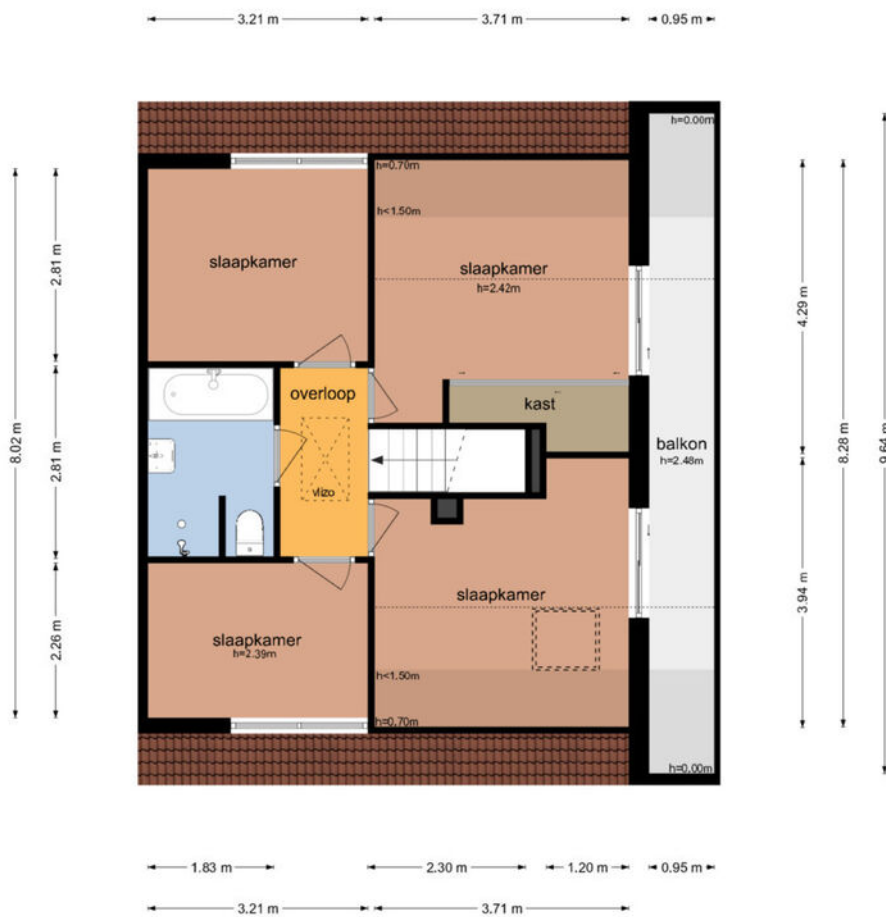 3.21 m
3.71 m
0.95 m
h=0.00m
h=0.70m
h<1.50m
slaapkamer
slaapkamer
h=2.42m
2.81 m
4.29 m
overloop
kast
8.02 m
2.81 m
8.28 m
9.64 m
balkon
h=2.48m
vlizo
slaapkamer
slaapkamer
h=2.39m
2.26 m
3.94 m
h<1.50m
h=0.70m
h=0.00m
1.83 m
2.30 m
1.20 m
0.95 m
3.21 m
3.71 m